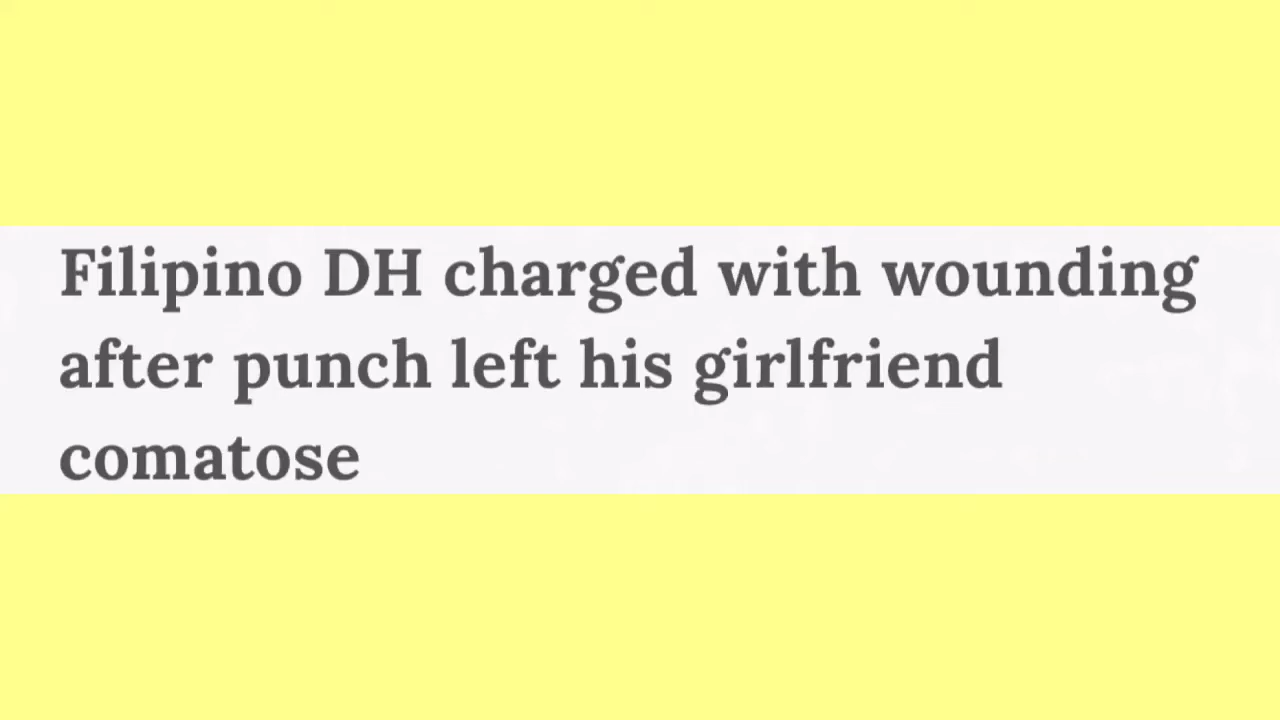 Filipino DH charged with wounding
after punch left his girlfriend
comatose